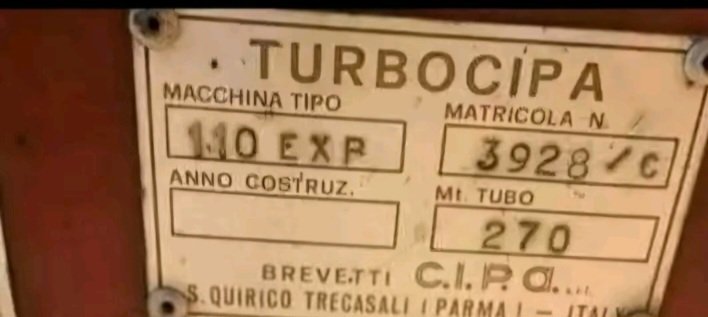 TURBOCIPA
MACCHINA TIPO
MATRICOLA N.
110 EXP
3928/C
ANNO COSTRUZ.
Mt. TUBO
270
BREVETTI C.I.P.a....
S. QUIRICO TRECASALI (PARMA) - ITALY